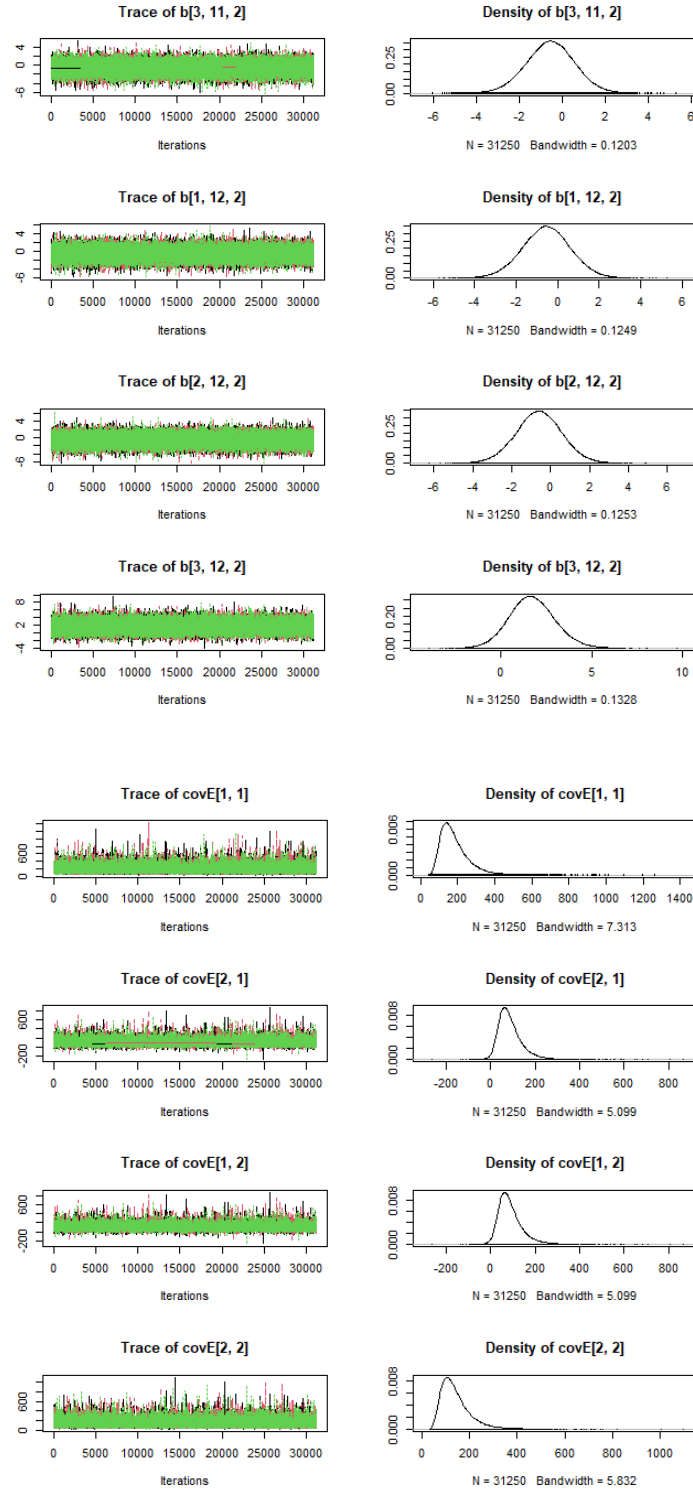 Trace of b[3, 11, 2]
Density of b[3, 11, 2]
-6 0 4
0.00 0.25
0 5000 10000 15000 20000 25000 30000
-6 -4 -2 0 2 4 6
Iterations
N = 31250 Bandwidth = 0.1203
Trace of b[1, 12, 2]
Density of b[1, 12, 2]
-6 0 4
0.00 0.25
0 5000 10000 15000 20000 25000 30000
-6 -4 -2 0 2 4 6
Iterations
N = 31250 Bandwidth = 0.1249
Trace of b[2, 12, 2]
Density of b[2, 12, 2]
-6 0 4
0.00 0.25
0 5000 10000 15000 20000 25000 30000
-6 -4 -2 0 2 4 6
Iterations
N = 31250 Bandwidth = 0.1253
Trace of b[3, 12, 2]
Density of b[3, 12, 2]
-4 2 8
0.00 0.20
0 5000 10000 15000 20000 25000 30000
0 5 10
Iterations
N = 31250 Bandwidth = 0.1328
Trace of covE[1, 1]
Density of covE[1, 1]
0 600
0.000 0.006
0 5000 10000 15000 20000 25000 30000
0 200 400 600 800 1000 1200 1400
Iterations
N = 31250 Bandwidth = 7.313
Trace of covE[2, 1]
Density of covE[2, 1]
-200 600
0.000 0.008
0 5000 10000 15000 20000 25000 30000
-200 0 200 400 600 800
Iterations
N = 31250 Bandwidth = 5.099
Trace of covE[1, 2]
Density of covE[1, 2]
-200 600
0.000 0.008
0 5000 10000 15000 20000 25000 30000
-200 0 200 400 600 800
Iterations
N = 31250 Bandwidth = 5.099
Trace of covE[2, 2]
Density of covE[2, 2]
0 600
0.000 0.008
0 5000 10000 15000 20000 25000 30000
0 200 400 600 800 1000
Iterations
N = 31250 Bandwidth = 5.832